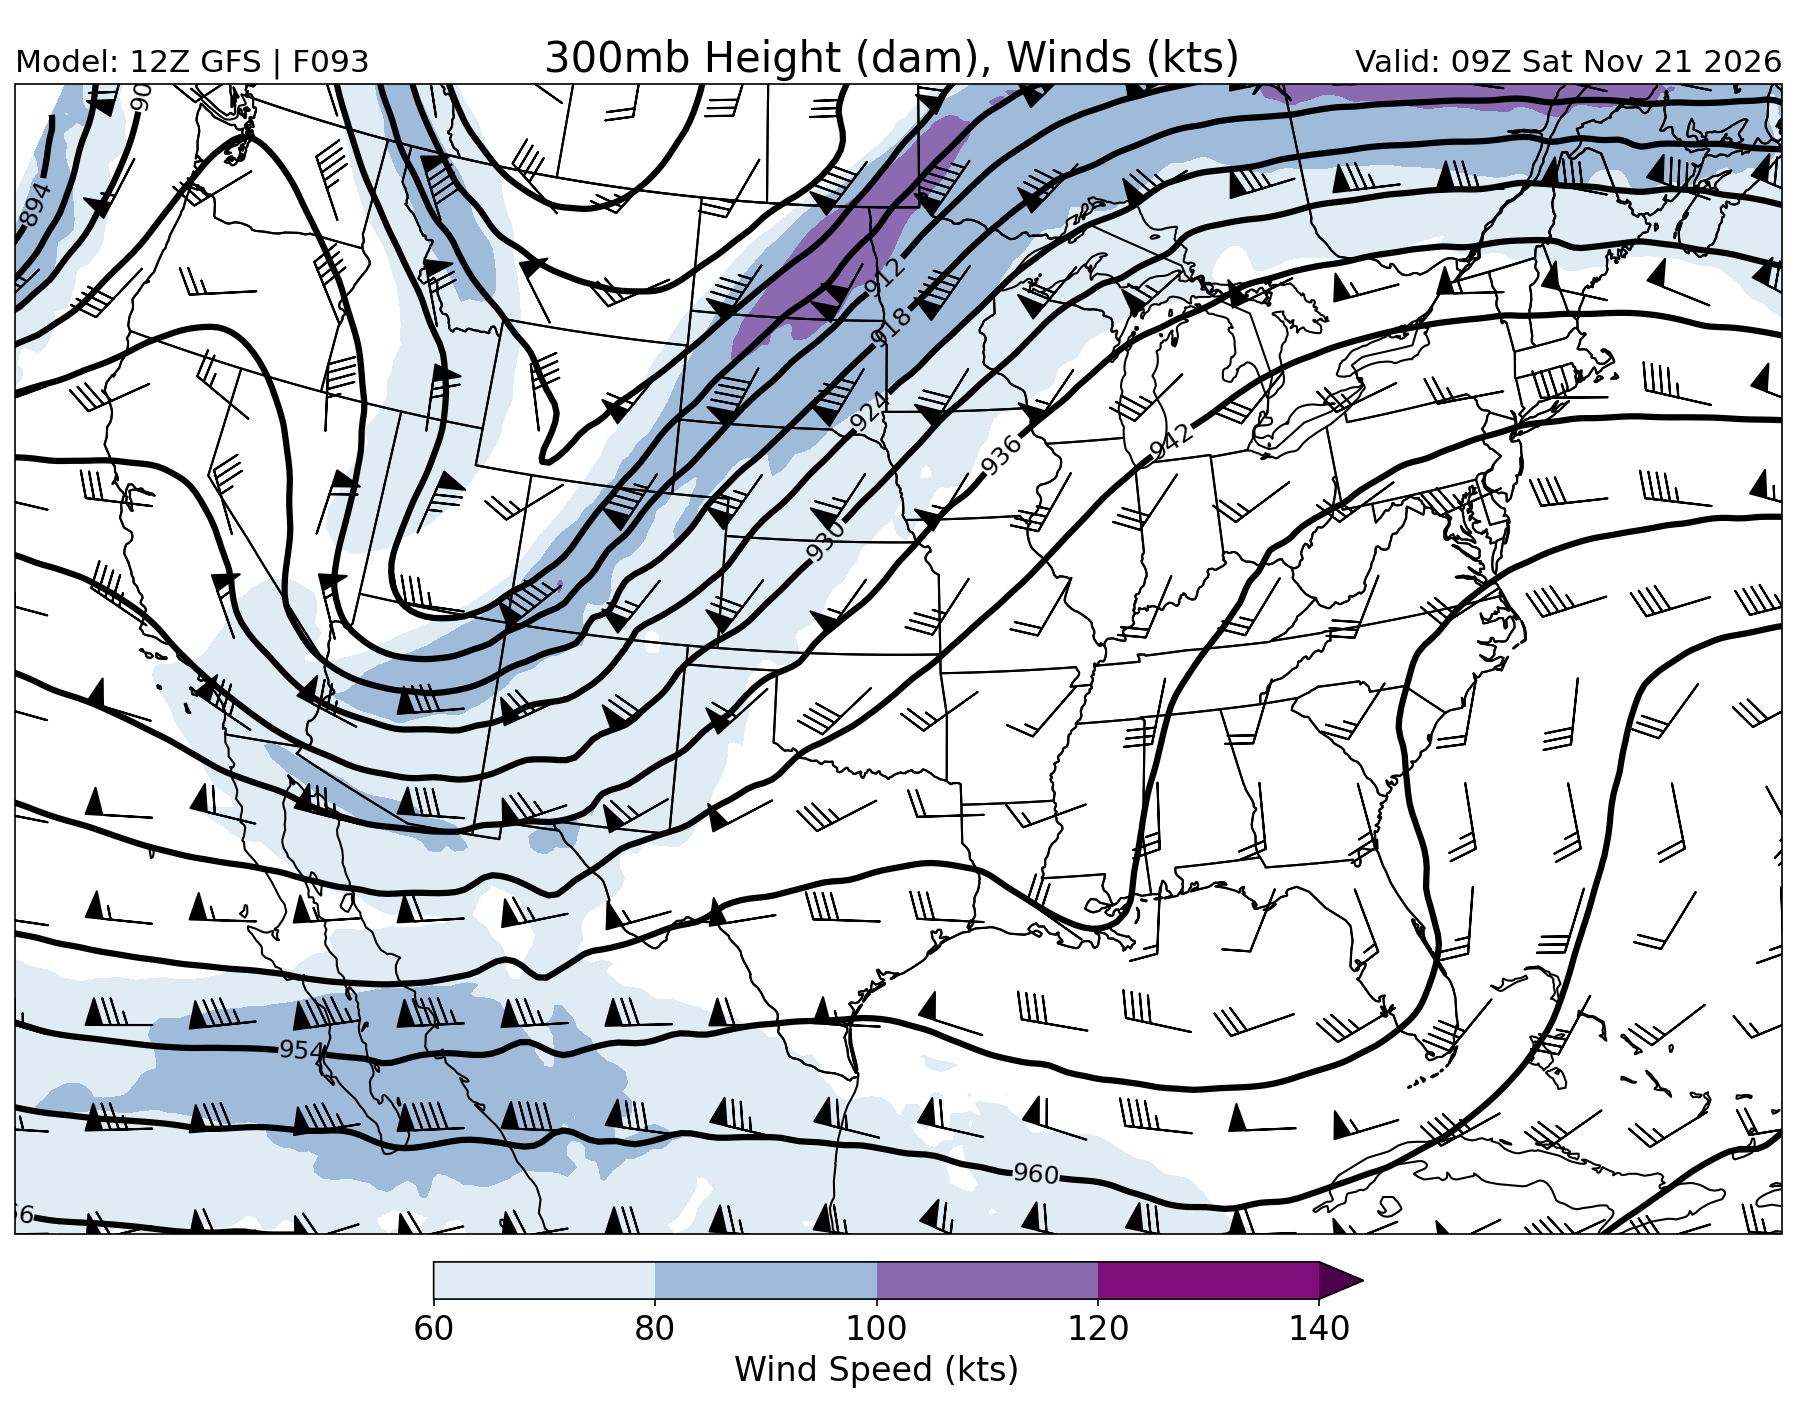 Model: 12Z GFS | F093
300mb Height (dam), Winds (kts)
Valid: 09Z Sat Nov 21 2026
894
912
918
924
930
936
942
954
960
60 80 100 120 140
Wind Speed (kts)